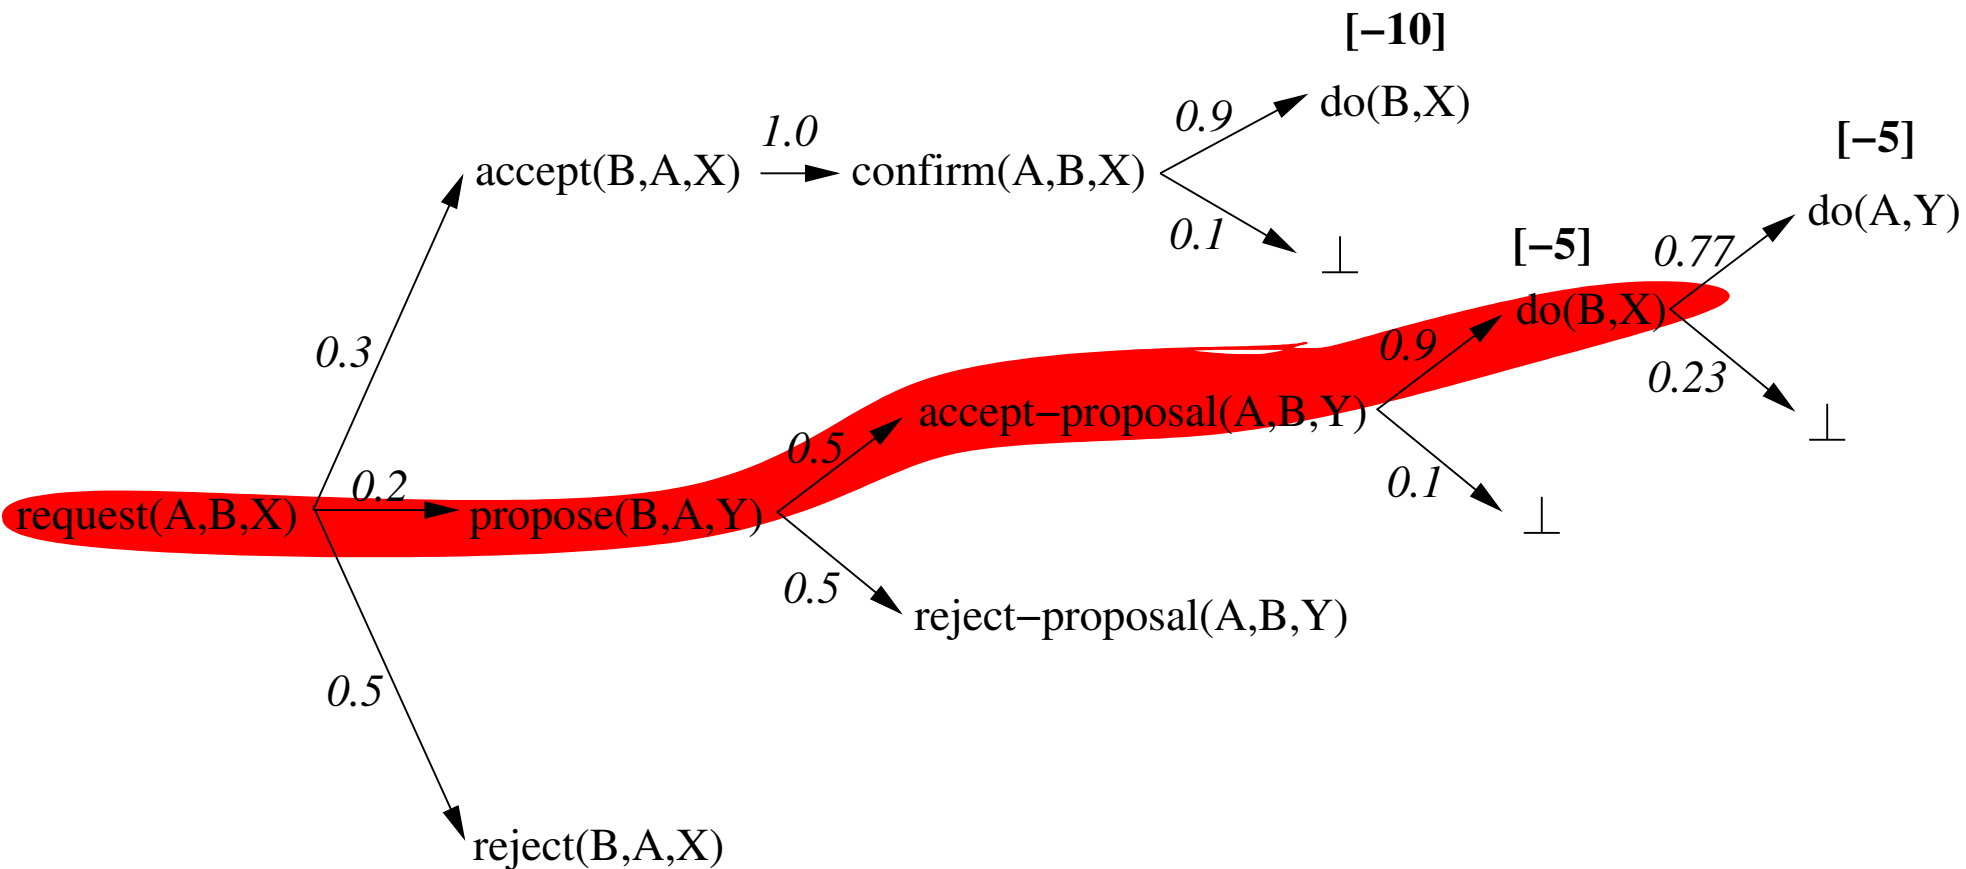 [−10]
do(B,X)
0.9
1.0
[−5]
accept(B,A,X)
confirm(A,B,X)
do(A,Y)
0.1
⊥
[−5]
0.77
0.3
do(B,X)
0.9
0.23
accept−proposal(A,B,Y)
⊥
0.5
0.2
0.1
request(A,B,X)
propose(B,A,Y)
⊥
0.5
reject−proposal(A,B,Y)
0.5
reject(B,A,X)